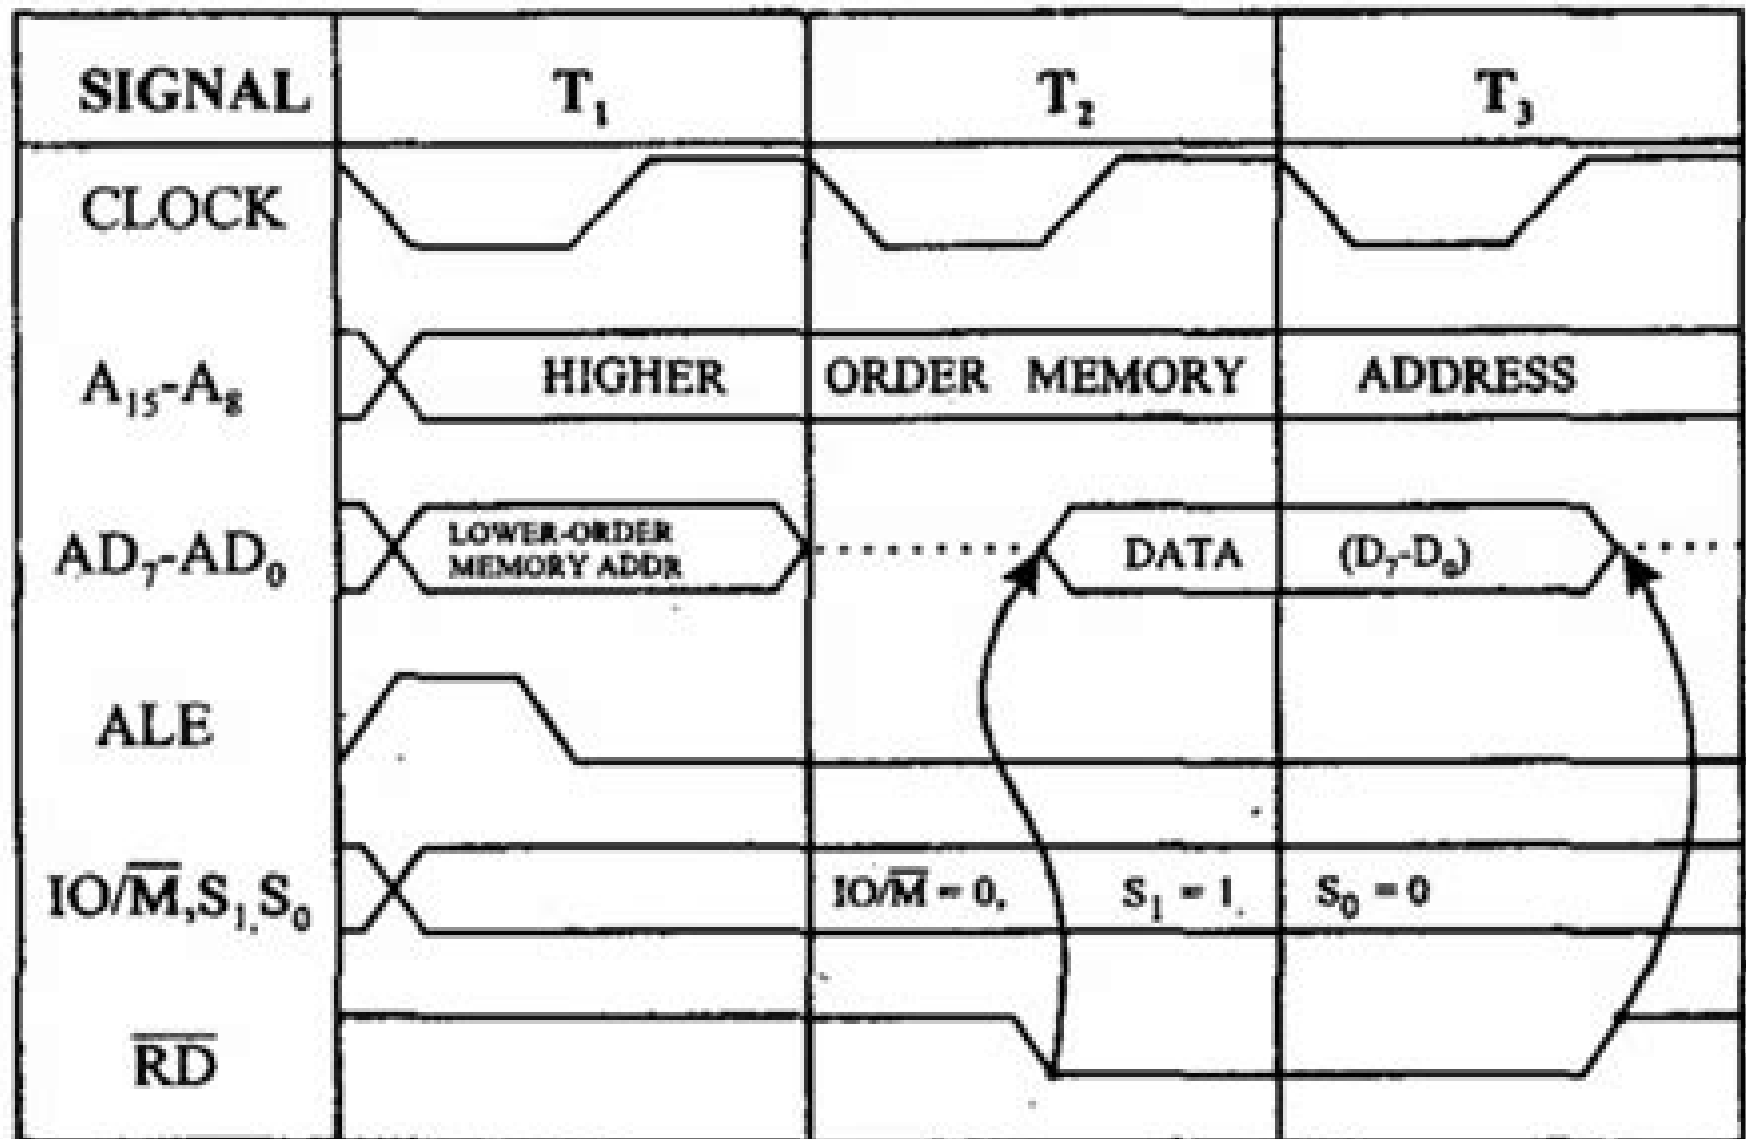 SIGNAL T₁ T₂ T₃
CLOCK
A₁₅-A₈ HIGHER ORDER MEMORY ADDRESS
AD₇-AD₀ LOWER-ORDER
MEMORY ADDR DATA (D₇-D₀)
ALE
IO/M̅,S₁,S₀ IO/M̅ = 0, S₁ = 1, S₀ = 0
R̅D̅